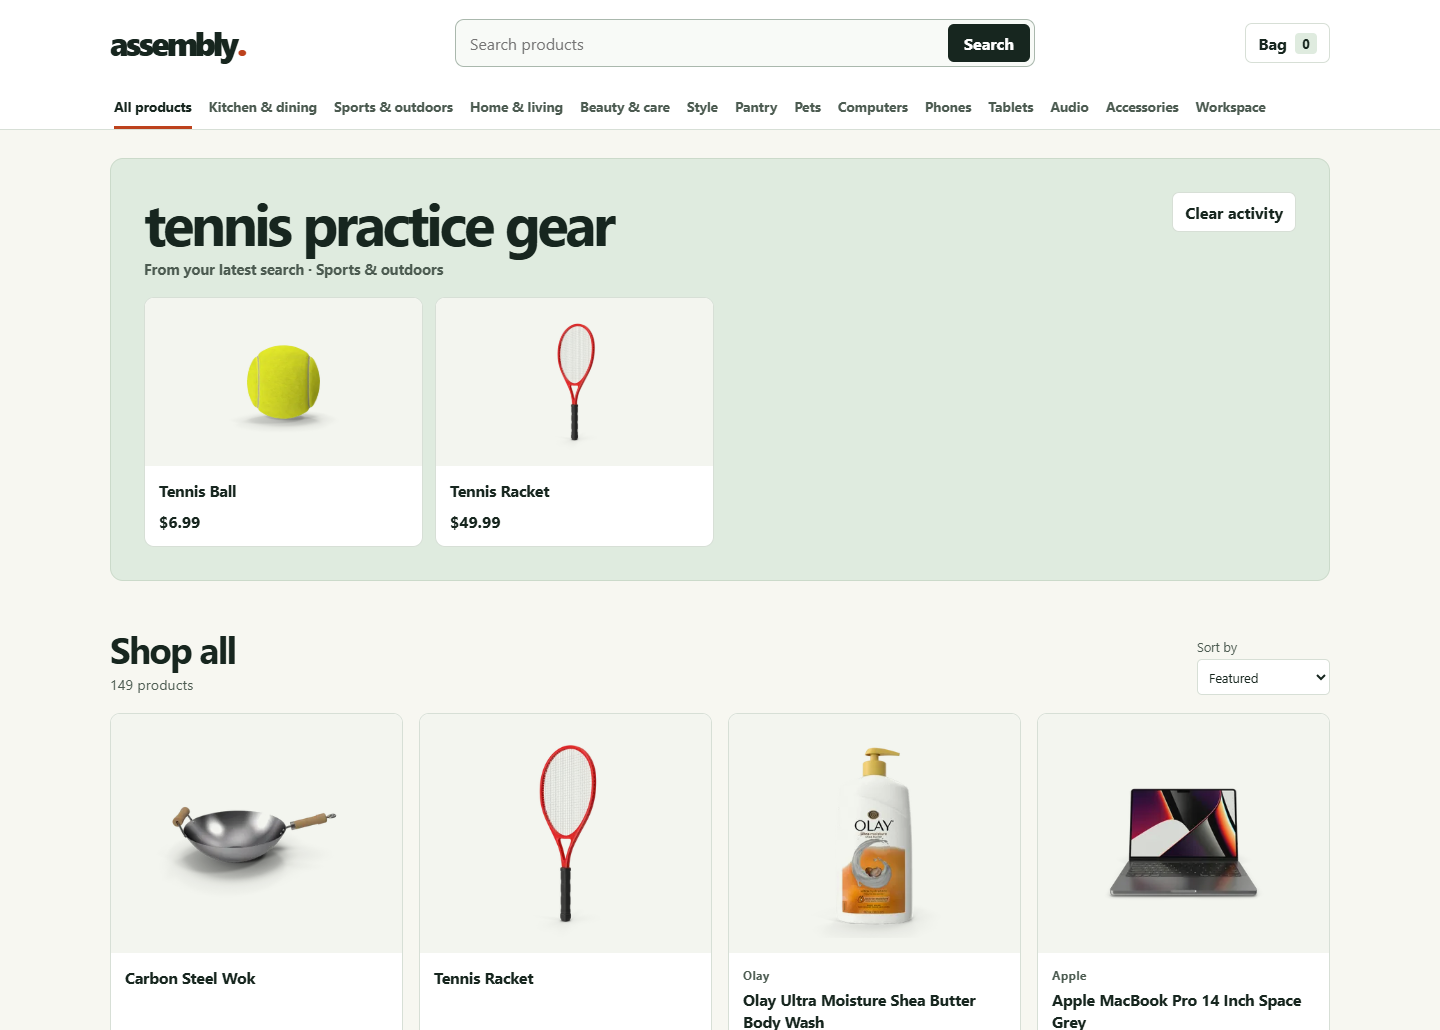 assembly.
Search products
Search
Bag 0
All products Kitchen & dining Sports & outdoors Home & living Beauty & care Style Pantry Pets Computers Phones Tablets Audio Accessories Workspace
tennis practice gear
Clear activity
From your latest search · Sports & outdoors
Tennis Ball
$6.99
Tennis Racket
$49.99
Shop all
149 products
Sort by
Featured
OLAY
Carbon Steel Wok
Tennis Racket
Olay
Olay Ultra Moisture Shea Butter
Body Wash
Apple
Apple MacBook Pro 14 Inch Space
Grey